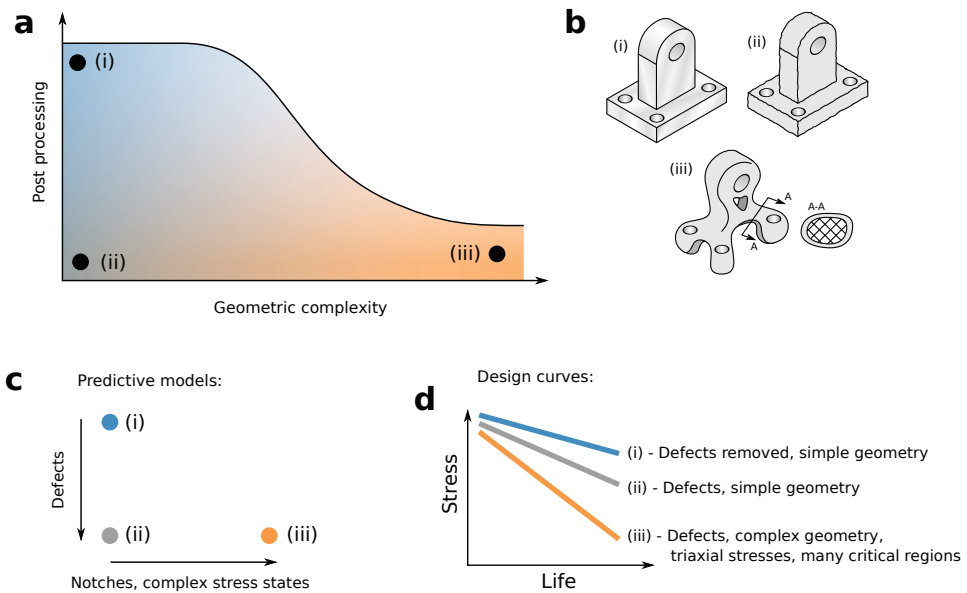 a
Post processing
(i)
(ii)
(iii)
Geometric complexity
b
(i)
(ii)
(iii)
A
A
A-A
c
Predictive models:
(i)
Defects
(ii)
(iii)
Notches, complex stress states
d
Design curves:
Stress
(i) - Defects removed, simple geometry
(ii) - Defects, simple geometry
(iii) - Defects, complex geometry,
triaxial stresses, many critical regions
Life